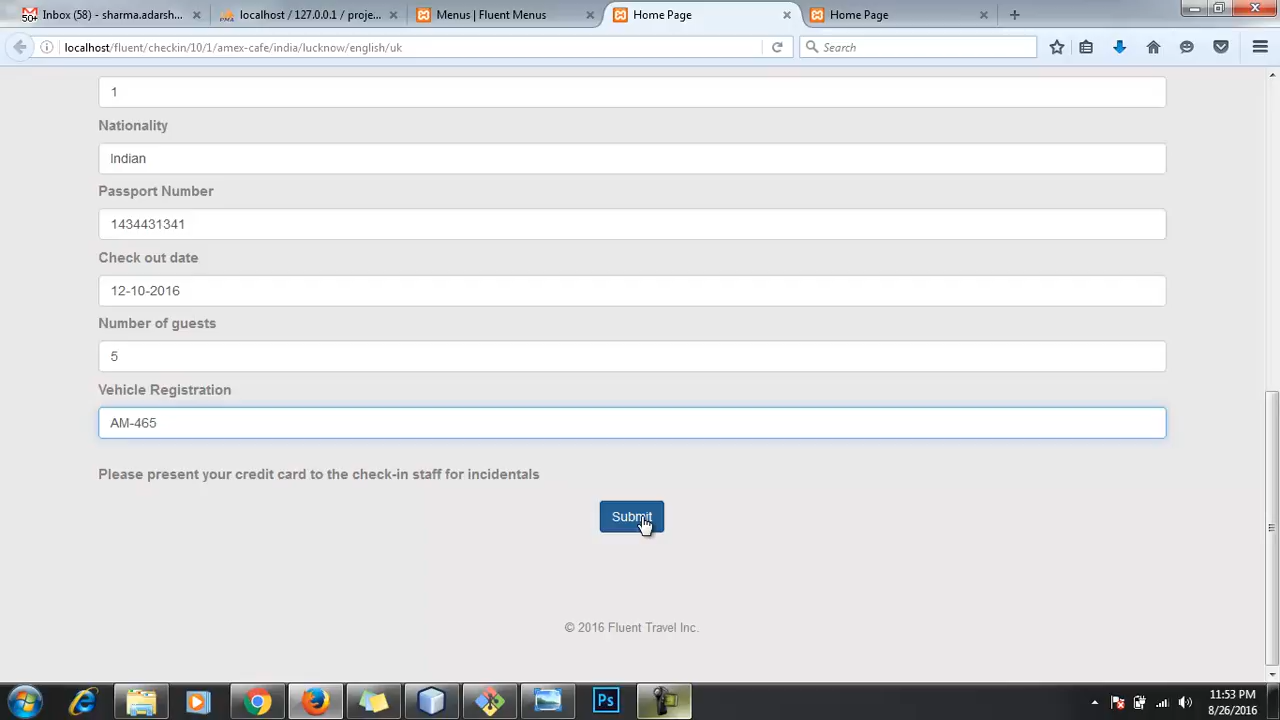 Inbox (58) - sharma.adarsh...
localhost / 127.0.0.1 / proje...
Menus | Fluent Menus
Home Page
Home Page
localhost/fluent/checkin/10/1/amex-cafe/india/lucknow/english/uk
Search
1
Nationality
Indian
Passport Number
1434431341
Check out date
12-10-2016
Number of guests
5
Vehicle Registration
AM-465
Please present your credit card to the check-in staff for incidentals
Submit
© 2016 Fluent Travel Inc.
Ps
11:53 PM
8/26/2016